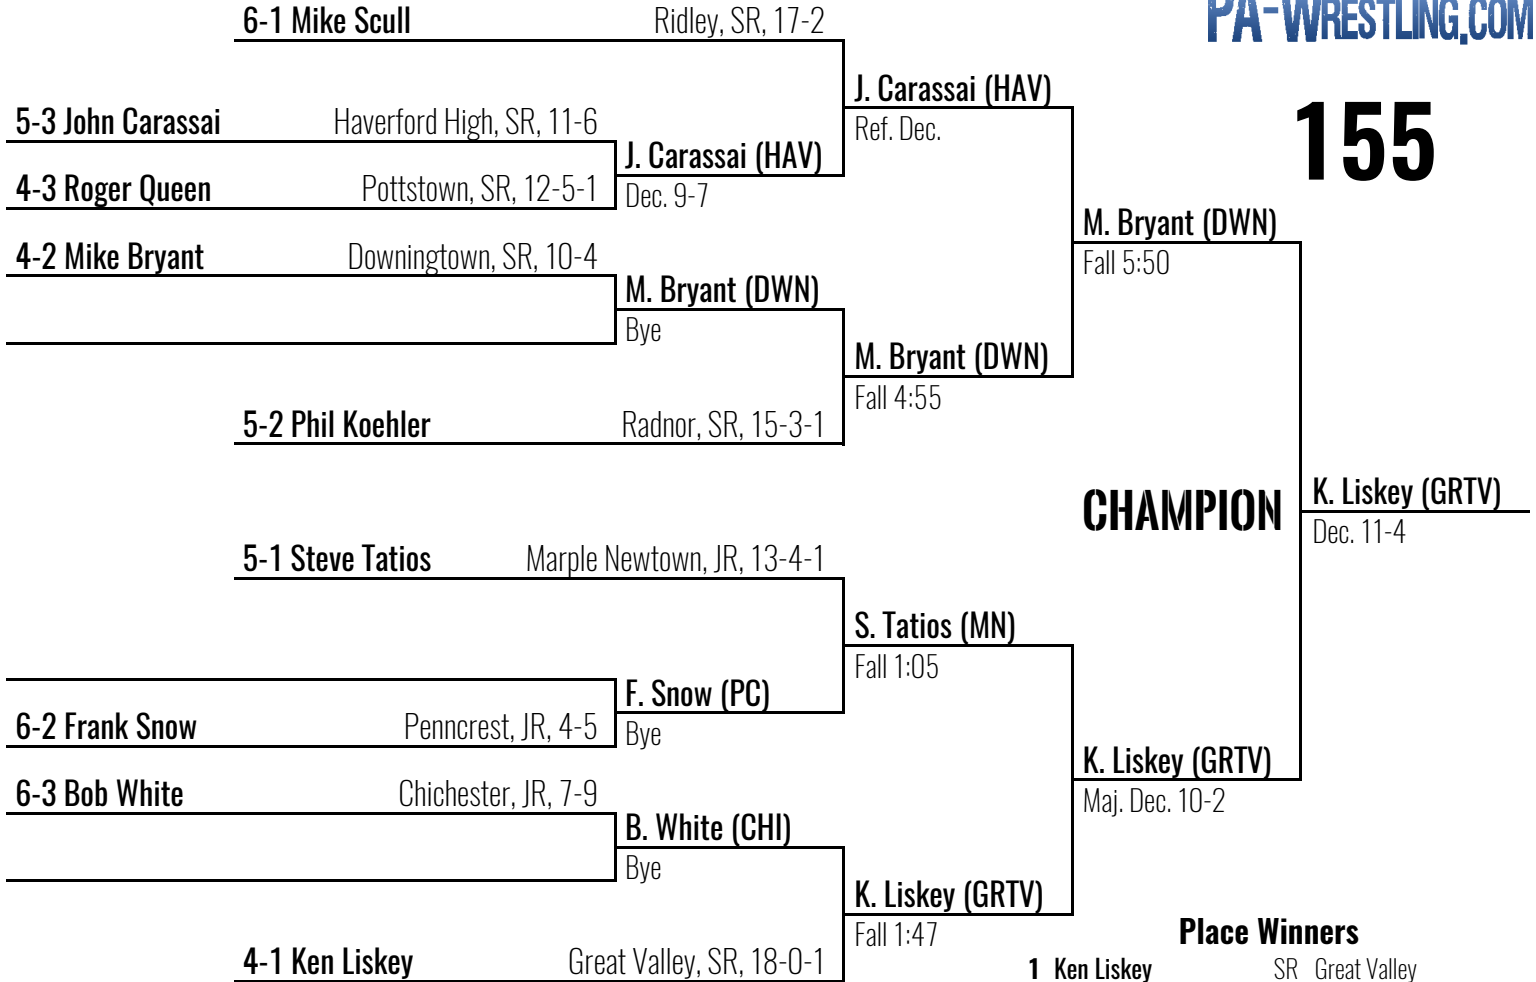 6-1 Mike Scull Ridley, SR, 17-2
PA-WRESTLING.COM
155
J. Carassai (HAV)
Ref. Dec.
5-3 John Carassai Haverford High, SR, 11-6
J. Carassai (HAV)
Dec. 9-7
4-3 Roger Queen Pottstown, SR, 12-5-1
M. Bryant (DWN)
Fall 5:50
4-2 Mike Bryant Downingtown, SR, 10-4
M. Bryant (DWN)
Bye
M. Bryant (DWN)
Fall 4:55
5-2 Phil Koehler Radnor, SR, 15-3-1
CHAMPION
K. Liskey (GRTV)
Dec. 11-4
5-1 Steve Tatios Marple Newtown, JR, 13-4-1
S. Tatios (MN)
Fall 1:05
F. Snow (PC)
Bye
6-2 Frank Snow Penncrest, JR, 4-5
K. Liskey (GRTV)
Maj. Dec. 10-2
6-3 Bob White Chichester, JR, 7-9
B. White (CHI)
Bye
K. Liskey (GRTV)
Fall 1:47
4-1 Ken Liskey Great Valley, SR, 18-0-1
Place Winners
1 Ken Liskey SR Great Valley